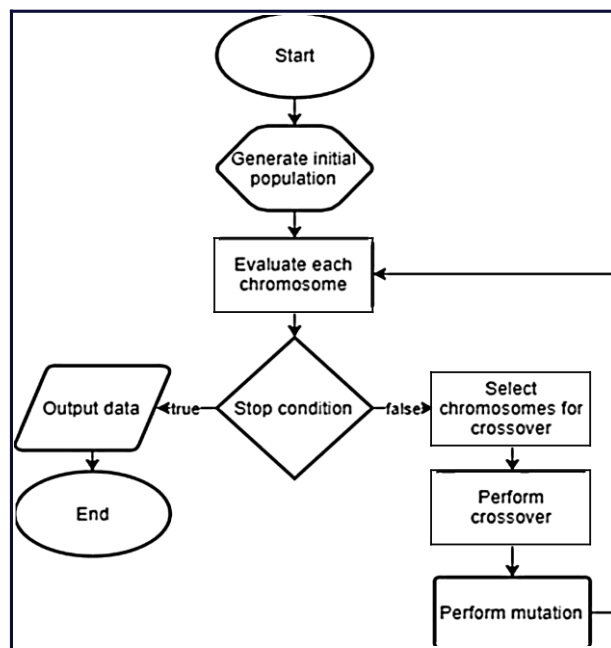 Start
Generate initial
population
Evaluate each
chromosome
Output data
true
Stop condition
false
Select
chromosomes for
crossover
End
Perform
crossover
Perform mutation